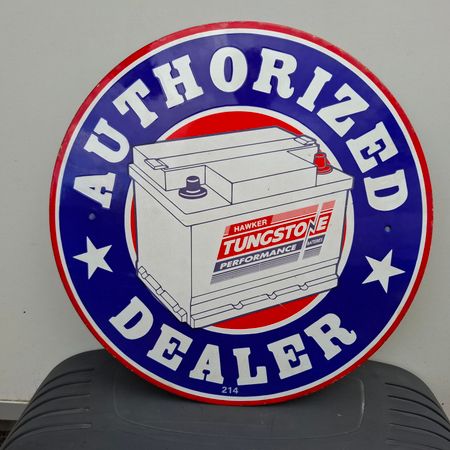 AUTHORIZED
HAWKER
TUNGSTONE
PERFORMANCE BATTERIES
DEALER
214